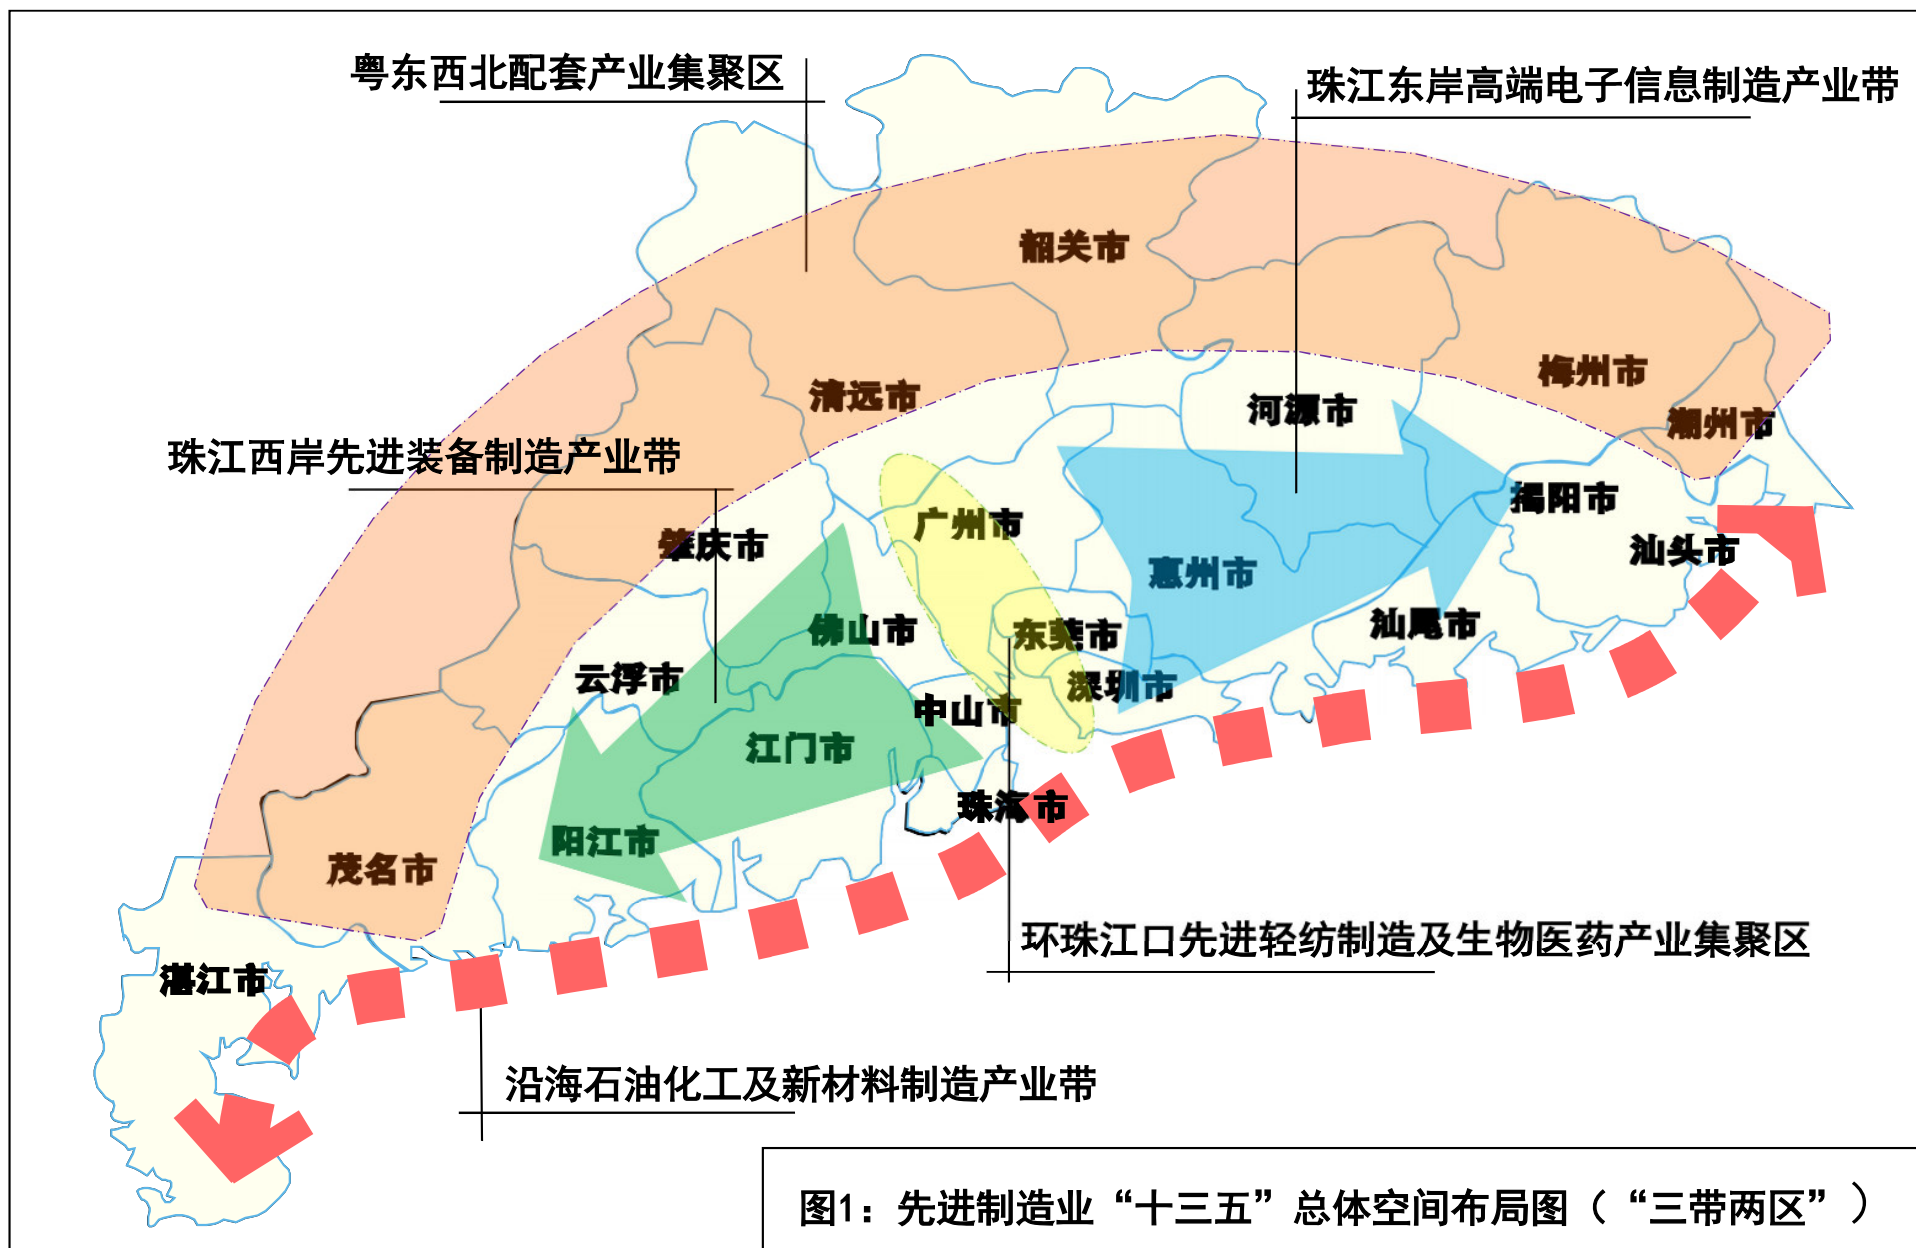 粤东西北配套产业集聚区
珠江东岸高端电子信息制造产业带
韶关市
梅州市
清远市
河源市
潮州市
珠江西岸先进装备制造产业带
揭阳市
广州市
肇庆市
汕头市
惠州市
佛山市
东莞市
汕尾市
云浮市
深圳市
中山市
江门市
珠海市
阳江市
茂名市
环珠江口先进轻纺制造及生物医药产业集聚区
湛江市
沿海石油化工及新材料制造产业带
图1：先进制造业“十三五”总体空间布局图（“三带两区”）